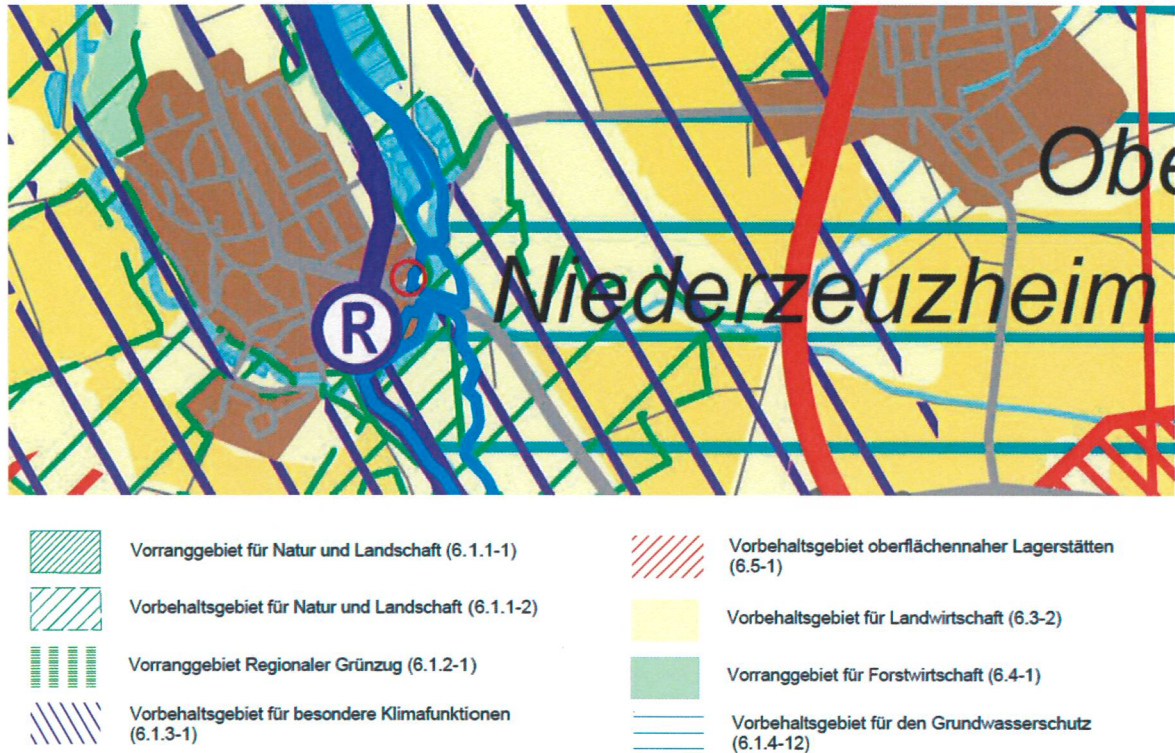 Obe
Niederzeuzheim
R
Vorranggebiet für Natur und Landschaft (6.1.1-1)
Vorbehaltsgebiet für Natur und Landschaft (6.1.1-2)
Vorranggebiet Regionaler Grünzug (6.1.2-1)
Vorbehaltsgebiet für besondere Klimafunktionen
(6.1.3-1)
Vorbehaltsgebiet oberflächennaher Lagerstätten
(6.5-1)
Vorbehaltsgebiet für Landwirtschaft (6.3-2)
Vorranggebiet für Forstwirtschaft (6.4-1)
Vorbehaltsgebiet für den Grundwasserschutz
(6.1.4-12)